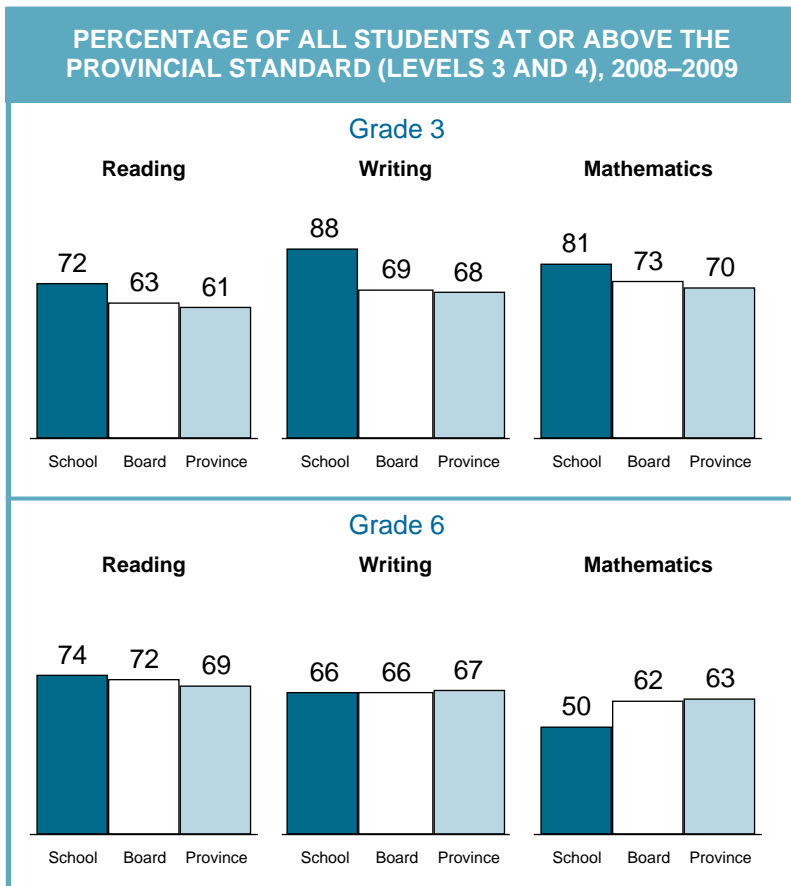 PERCENTAGE OF ALL STUDENTS AT OR ABOVE THE
PROVINCIAL STANDARD (LEVELS 3 AND 4), 2008–2009
Grade 3
Reading Writing Mathematics
72 63 61 88 69 68 81 73 70
School Board Province School Board Province School Board Province
Grade 6
Reading Writing Mathematics
74 72 69 66 66 67 50 62 63
School Board Province School Board Province School Board Province